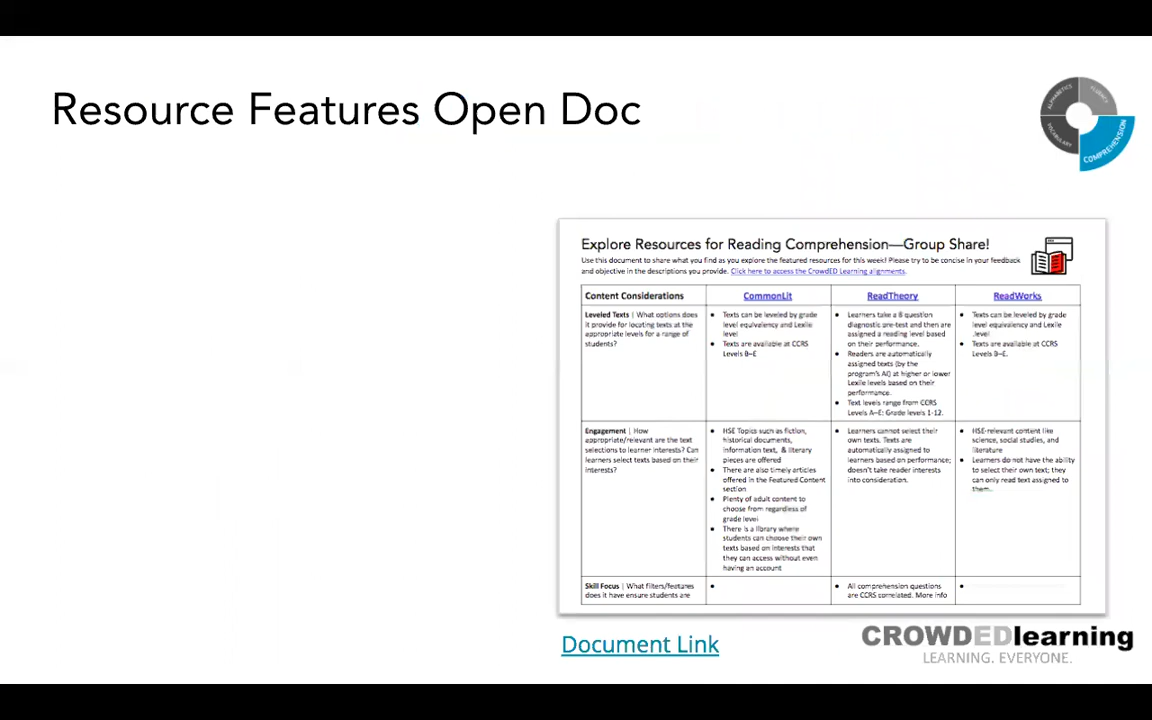 Resource Features Open Doc
ALPHABETICS
FLUENCY
VOCABULARY
COMPREHENSION
Explore Resources for Reading Comprehension—Group Share!
Use this document to share what you find as you explore the featured resources for this week! Please try to be concise in your feedback
and objective in the descriptions you provide. Click here to access the CrowdED Learning alignments.
Content Considerations
CommonLit
ReadTheory
ReadWorks
Leveled Texts | What options does
it provide for locating texts at the
appropriate levels for a range of
students?
• Texts can be leveled by grade
level equivalency and Lexile
level
• Texts are available at CCRS
Levels B–E
• Learners take a 8 question
diagnostic pre-test and then are
assigned a reading level based
on their performance.
• Readers are automatically
assigned texts (by the
program's AI) at higher or lower
Lexile levels based on their
performance.
• Text levels range from CCRS
Levels A–E; Grade levels 1-12.
• Texts can be leveled by grade
level equivalency and Lexile
level
• Texts are available at CCRS
Levels B–E.
Engagement | How
appropriate/relevant are the text
selections to learner interests? Can
learners select texts based on their
interests?
• HSE Topics such as fiction,
historical documents,
information text, & literary
pieces are offered
• There are also timely articles
offered in the Featured Content
section
• Plenty of adult content to
choose from regardless of
grade level
• There is a library where
students can choose their own
texts based on interests that
they can access without even
having an account
• Learners cannot select their
own texts. Texts are
automatically assigned to
learners based on performance;
doesn't take reader interests
into consideration.
• HSE-relevant content like
science, social studies, and
literature
• Learners do not have the ability
to select their own text; they
can only read text assigned to
them.
Skill Focus | What filters/features
does it have ensure students are
•
• All comprehension questions
are CCRS correlated. More info
•
Document Link
CROWDEDlearning
LEARNING. EVERYONE.